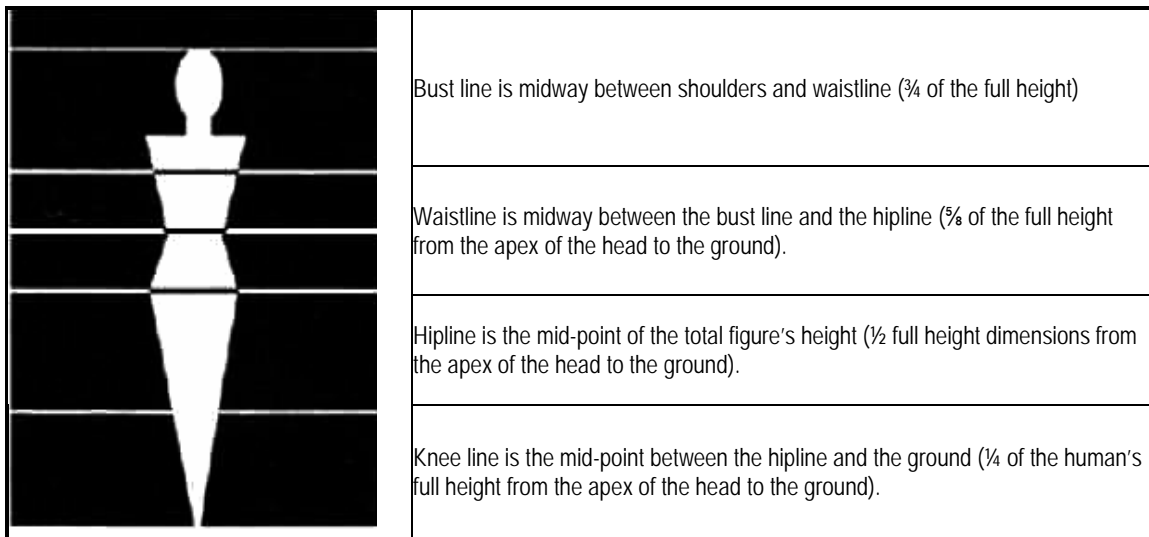 Bust line is midway between shoulders and waistline (¾ of the full height)
Waistline is midway between the bust line and the hipline (⅝ of the full height
from the apex of the head to the ground).
Hipline is the mid-point of the total figure’s height (½ full height dimensions from
the apex of the head to the ground).
Knee line is the mid-point between the hipline and the ground (¼ of the human’s
full height from the apex of the head to the ground).